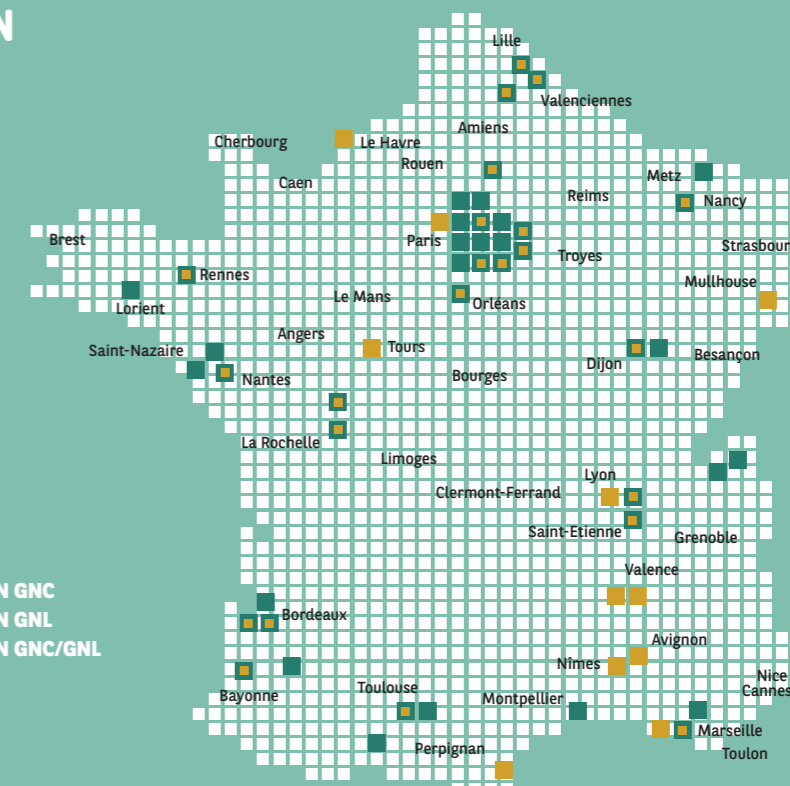 N
Lille
Valenciennes
Amiens
Cherbourg
Le Havre
Rouen
Metz
Caen
Reims
Nancy
Brest
Paris
Troyes
Strasbour
Rennes
Mullhouse
Le Mans
Orléans
Lorient
Angers
Tours
Saint-Nazaire
Dijon
Besançon
Nantes
Bourges
La Rochelle
Limoges
Lyon
Clermont-Ferrand
Saint-Etienne
Grenoble
Valence
N GNC
Bordeaux
N GNL
N GNC/GNL
Avignon
Nîmes
Nice
Cannes
Bayonne
Toulouse
Montpellier
Marseille
Perpignan
Toulon